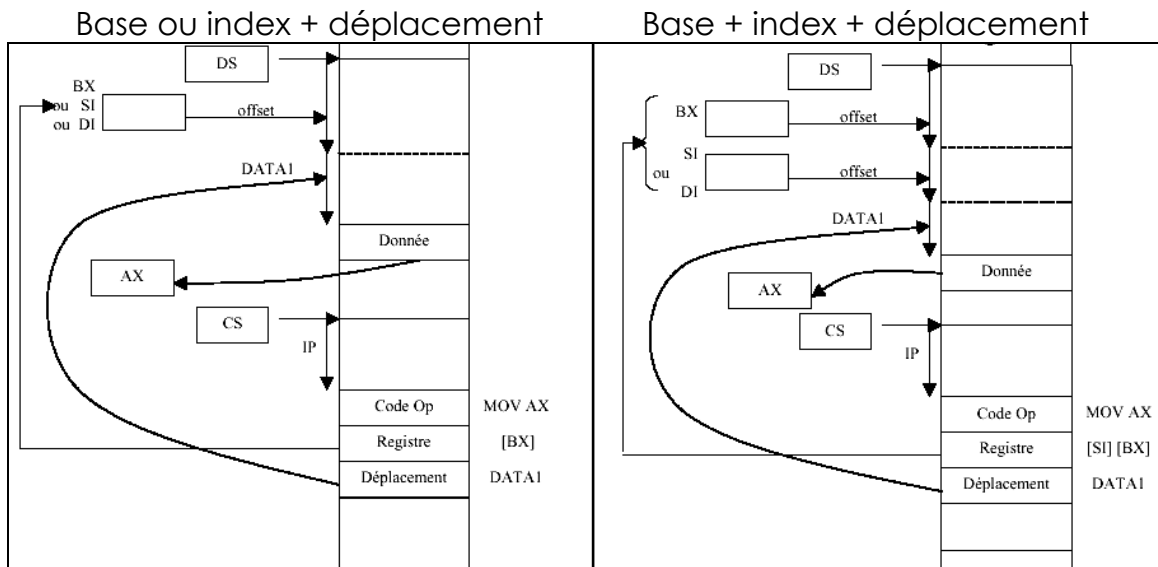 Base ou index + déplacement
DS
BX
ou SI
ou DI
offset
DATA1
Donnée
AX
CS
IP
Code Op MOV AX
Registre [BX]
Déplacement DATA1
Base + index + déplacement
DS
BX
offset
SI
ou
DI
offset
DATA1
Donnée
AX
CS
IP
Code Op MOV AX
Registre [SI] [BX]
Déplacement DATA1